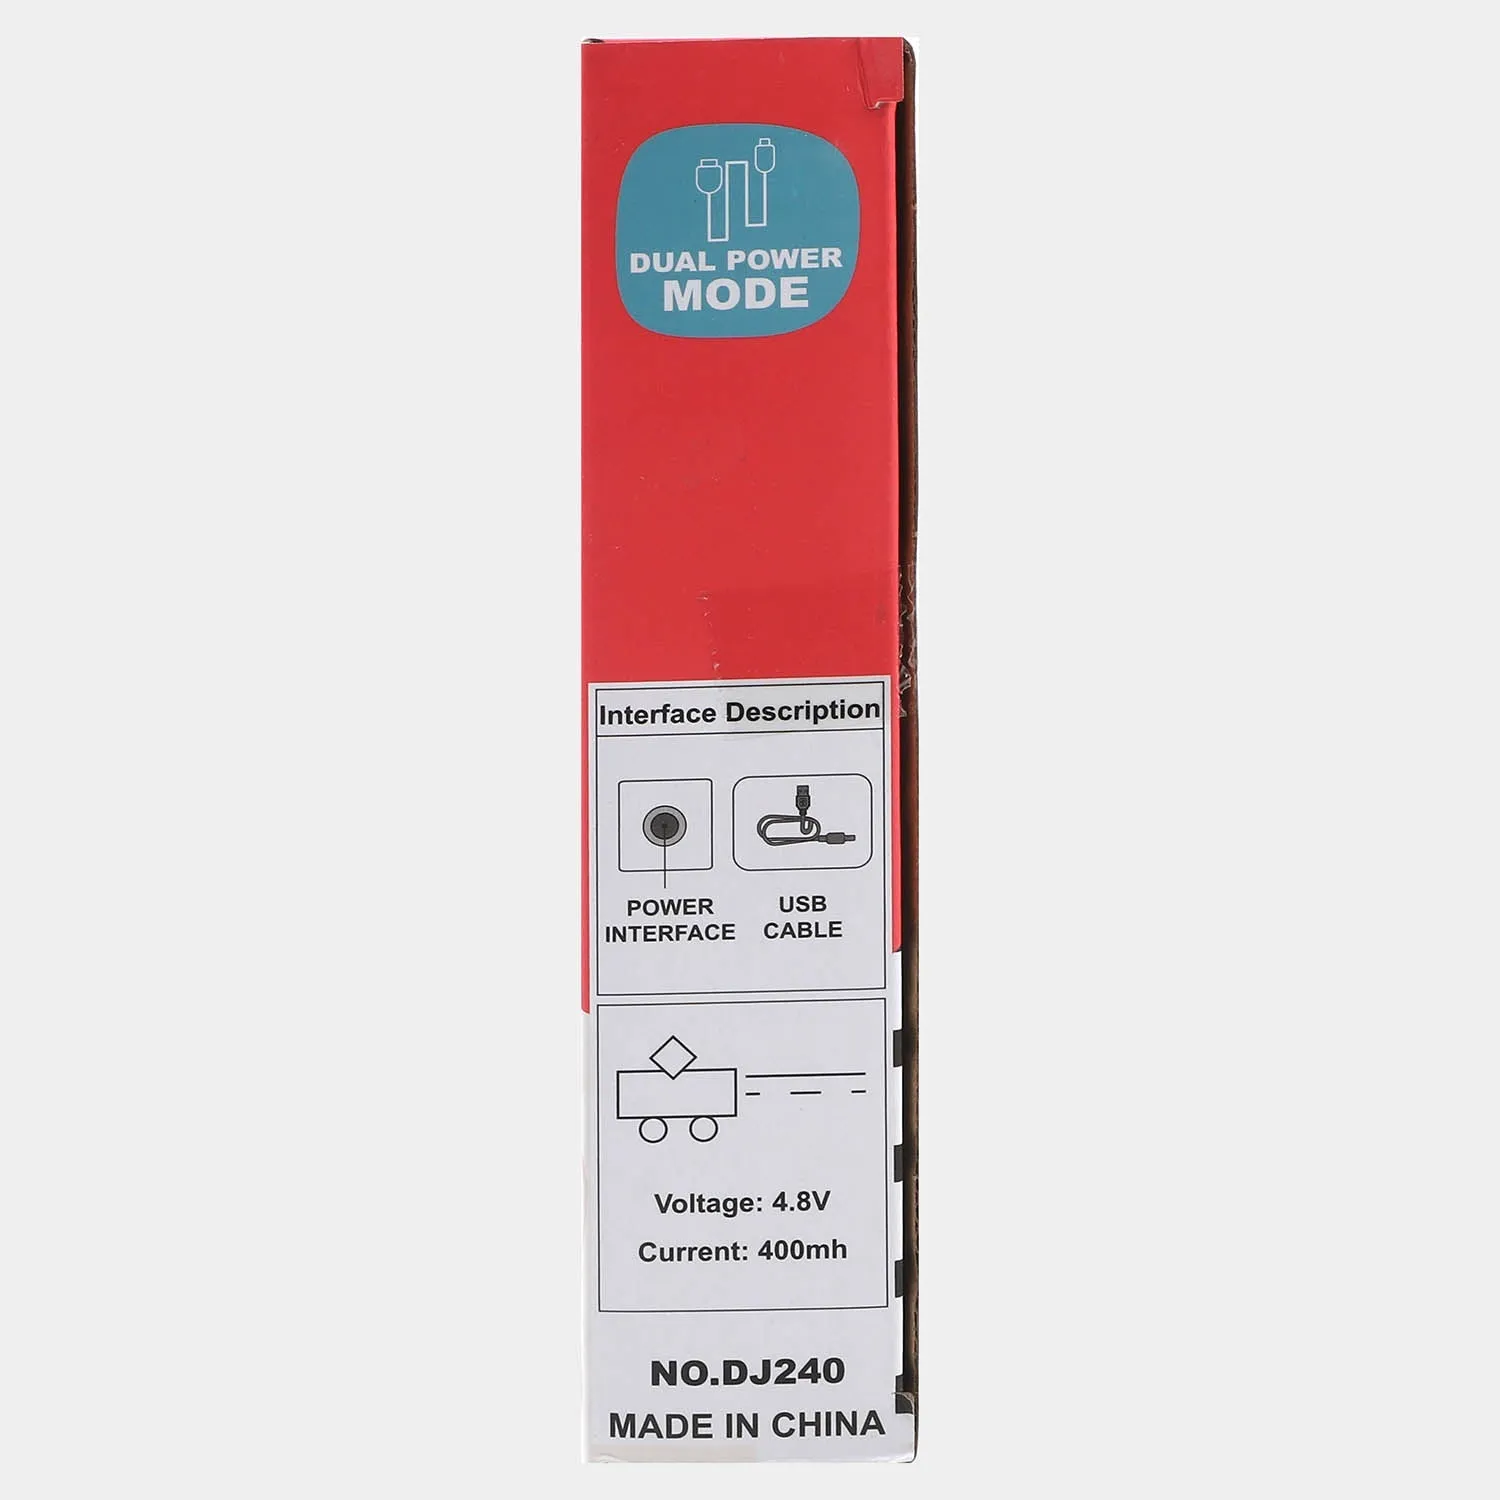 DUAL POWER
MODE
Interface Description
POWER
INTERFACE
USB
CABLE
Voltage: 4.8V
Current: 400mh
NO.DJ240
MADE IN CHINA